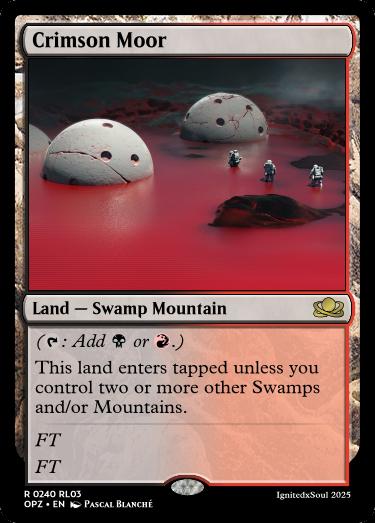 Crimson Moor
Land — Swamp Mountain
(: Add or .)
This land enters tapped unless you
control two or more other Swamps
and/or Mountains.
FT
FT
R 0240 RL03
OPZ • EN Pascal Blanché
IgnitedxSoul 2025